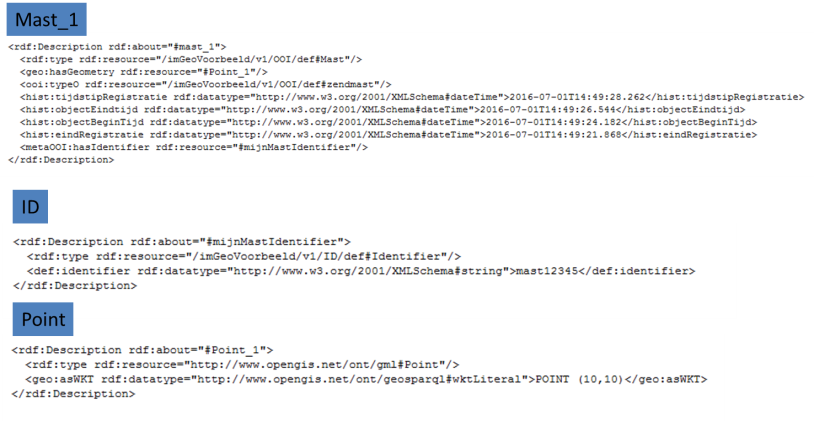 Mast_1
<rdf:Description rdf:about="#mast_1">
<rdf:type rdf:resource="/imGeoVoorbeeld/v1/OOI/def#Mast"/>
<geo:hasGeometry rdf:resource="#Point_1"/>
<ooi:typeO rdf:resource="/imGeoVoorbeeld/v1/OOI/def#zendmast"/>
<hist:tijdstipRegistratie rdf:datatype="http://www.w3.org/2001/XMLSchema#dateTime">2016-07-01T14:49:28.262</hist:tijdstipRegistratie>
<hist:objectEindtijd rdf:datatype="http://www.w3.org/2001/XMLSchema#dateTime">2016-07-01T14:49:26.544</hist:objectEindtijd>
<hist:objectBeginTijd rdf:datatype="http://www.w3.org/2001/XMLSchema#dateTime">2016-07-01T14:49:24.182</hist:objectBeginTijd>
<hist:eindRegistratie rdf:datatype="http://www.w3.org/2001/XMLSchema#dateTime">2016-07-01T14:49:21.868</hist:eindRegistratie>
<metaOOI:hasIdentifier rdf:resource="#mijnMastIdentifier"/>
</rdf:Description>
ID
<rdf:Description rdf:about="#mijnMastIdentifier">
<rdf:type rdf:resource="/imGeoVoorbeeld/v1/ID/def#Identifier"/>
<def:identifier rdf:datatype="http://www.w3.org/2001/XMLSchema#string">mast12345</def:identifier>
</rdf:Description>
Point
<rdf:Description rdf:about="#Point_1">
<rdf:type rdf:resource="http://www.opengis.net/ont/gml#Point"/>
<geo:asWKT rdf:datatype="http://www.opengis.net/ont/geosparql#wktLiteral">POINT (10,10)</geo:asWKT>
</rdf:Description>